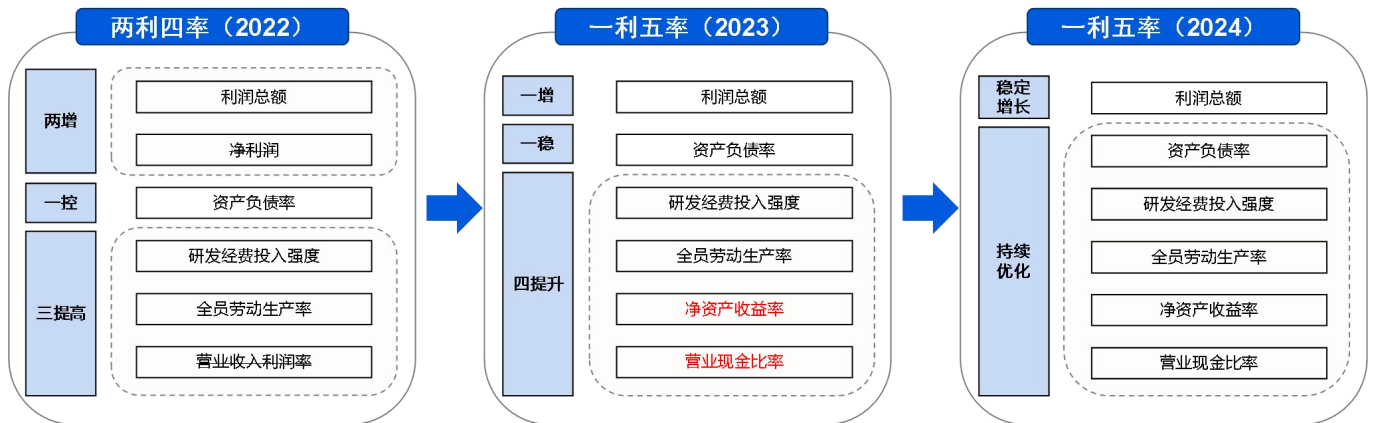 两利四率（2022）
两增
利润总额
净利润
一控
资产负债率
三提高
研发经费投入强度
全员劳动生产率
营业收入利润率
一利五率（2023）
一增
利润总额
一稳
资产负债率
四提升
研发经费投入强度
全员劳动生产率
净资产收益率
营业现金比率
一利五率（2024）
稳定
增长
利润总额
持续
优化
资产负债率
研发经费投入强度
全员劳动生产率
净资产收益率
营业现金比率